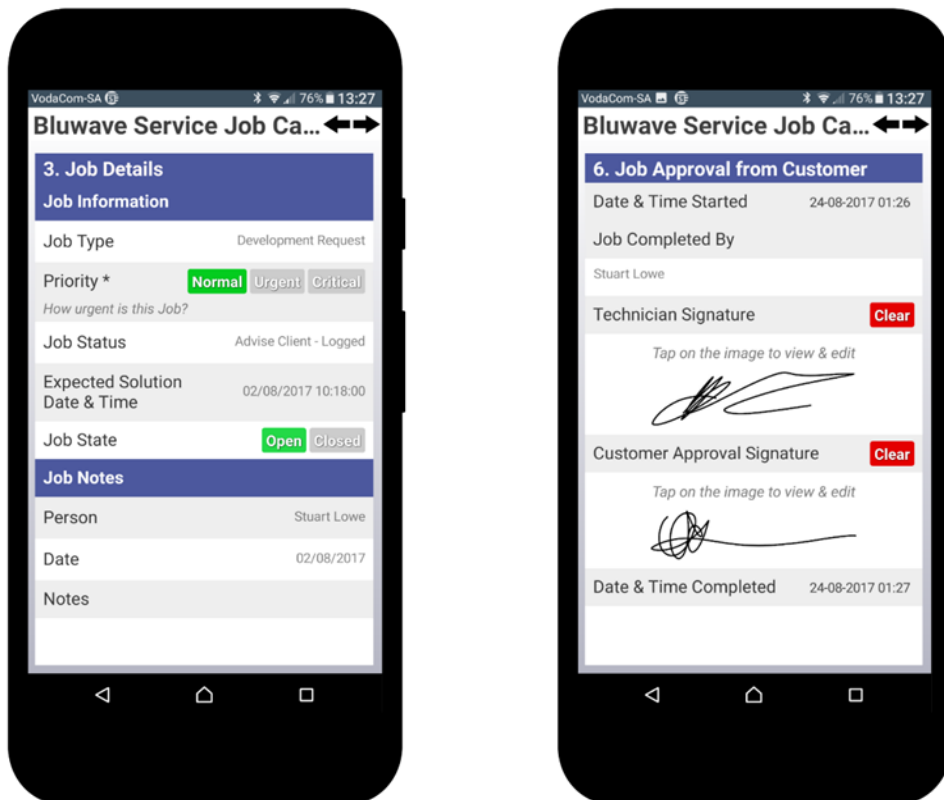 VodaCom-SA 76% 13:27
Bluwave Service Job Ca...
3. Job Details
Job Information
Job Type Development Request
Priority * Normal Urgent Critical
How urgent is this Job?
Job Status Advise Client - Logged
Expected Solution
Date & Time 02/08/2017 10:18:00
Job State Open Closed
Job Notes
Person Stuart Lowe
Date 02/08/2017
Notes
VodaCom-SA 76% 13:27
Bluwave Service Job Ca...
6. Job Approval from Customer
Date & Time Started 24-08-2017 01:26
Job Completed By
Stuart Lowe
Technician Signature Clear
Tap on the image to view & edit
Customer Approval Signature Clear
Tap on the image to view & edit
Date & Time Completed 24-08-2017 01:27